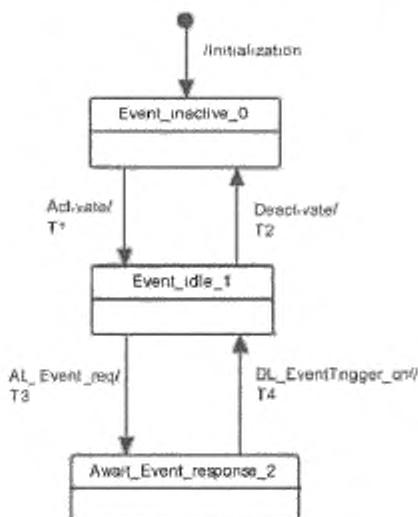 /Initialization
Event_inactive_0
Activate/
Deactivate/
T1
T2
Event_idle_1
AL_Event_req/
DL_EventTrigger_cnf/
T3
T4
Await_Event_response_2